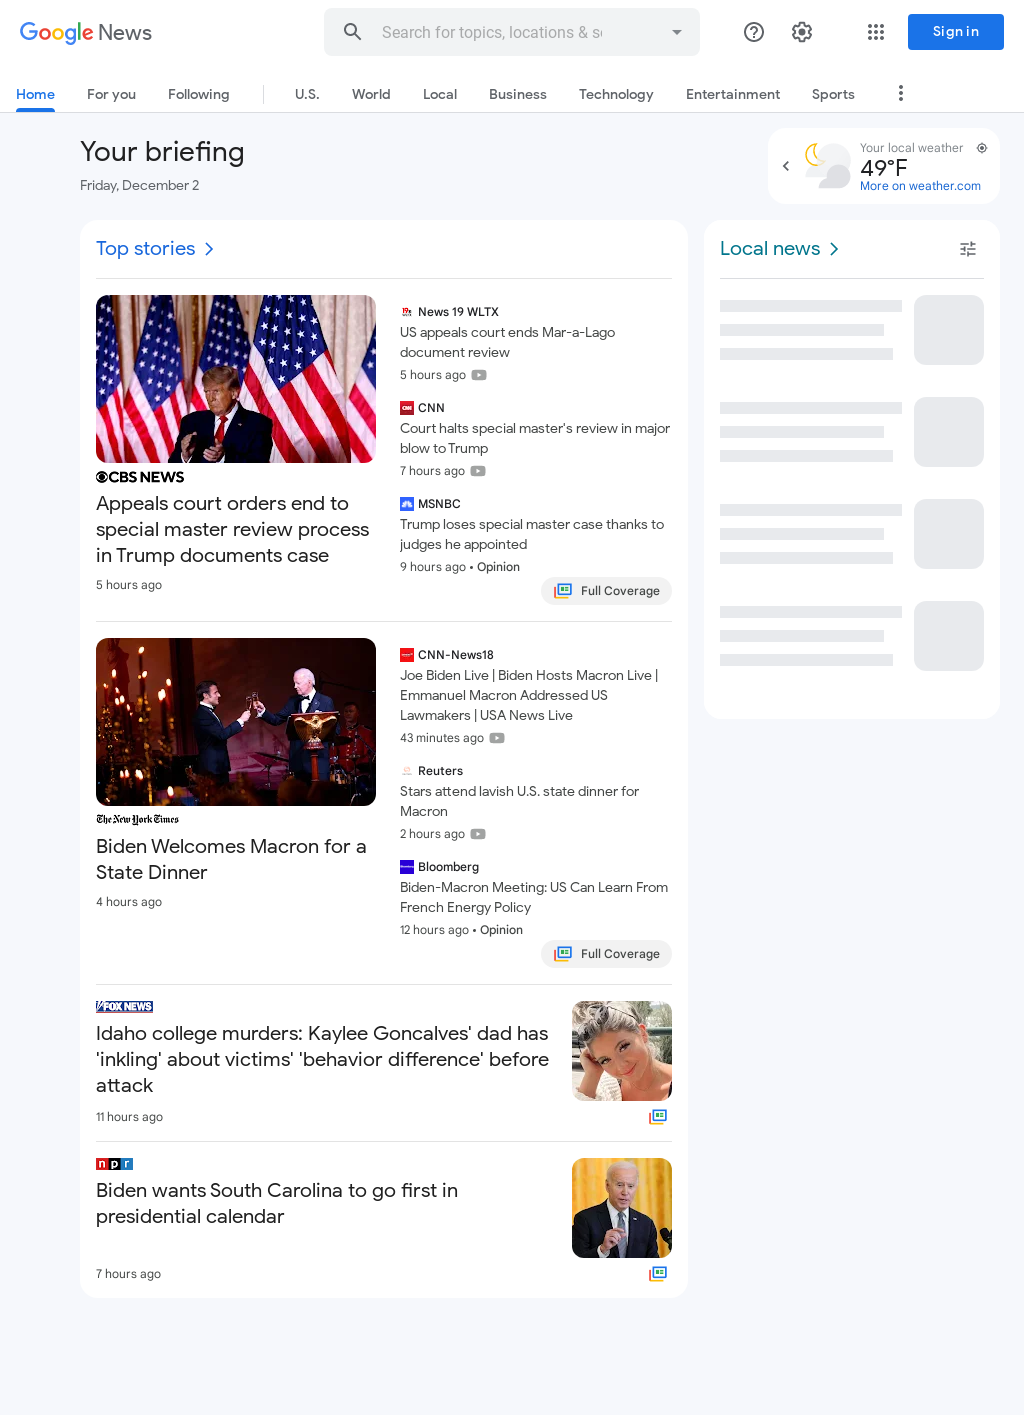 Google News
Search for topics, locations & so
Sign in
Home
For you
Following
U.S.
World
Local
Business
Technology
Entertainment
Sports
Your briefing
Friday, December 2
Your local weather
49°F
More on weather.com
Top stories
CBS NEWS
Appeals court orders end to
special master review process
in Trump documents case
5 hours ago
News 19 WLTX
US appeals court ends Mar-a-Lago
document review
5 hours ago
CNN
CNN
Court halts special master's review in major
blow to Trump
7 hours ago
MSNBC
Trump loses special master case thanks to
judges he appointed
9 hours ago • Opinion
Full Coverage
The New York Times
Biden Welcomes Macron for a
State Dinner
4 hours ago
CNN-News18
Joe Biden Live | Biden Hosts Macron Live |
Emmanuel Macron Addressed US
Lawmakers | USA News Live
43 minutes ago
Reuters
Stars attend lavish U.S. state dinner for
Macron
2 hours ago
Bloomberg
Biden-Macron Meeting: US Can Learn From
French Energy Policy
12 hours ago • Opinion
Full Coverage
FOX NEWS
Idaho college murders: Kaylee Goncalves' dad has
'inkling' about victims' 'behavior difference' before
attack
11 hours ago
npr
Biden wants South Carolina to go first in
presidential calendar
7 hours ago
Local news